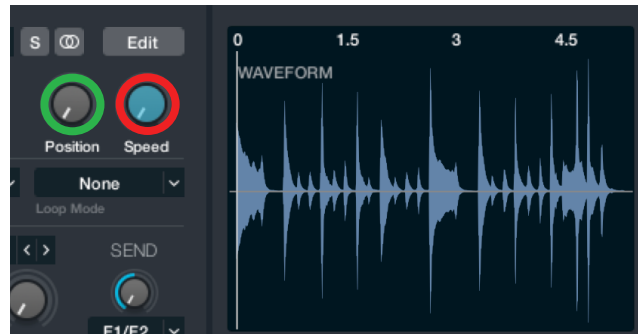 S Edit
0 1.5 3 4.5
WAVEFORM
Position Speed
None
Loop Mode
< > SEND
F1/F2